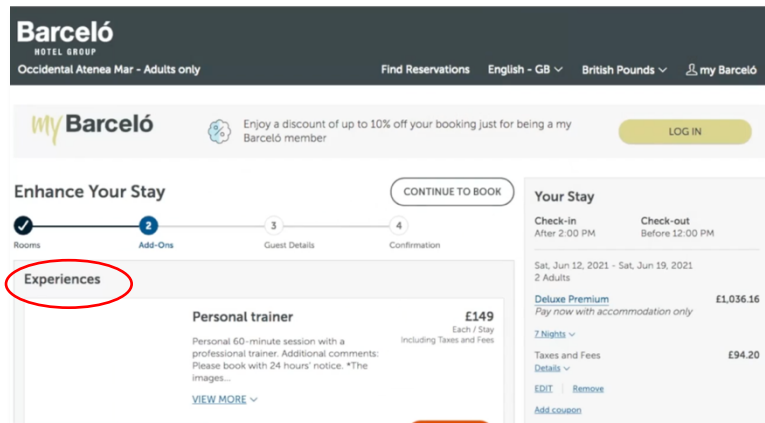 Barceló
HOTEL GROUP
Occidental Atenea Mar - Adults only
Find Reservations
English - GB
British Pounds
my Barceló
my Barceló
Enjoy a discount of up to 10% off your booking just for being a my
Barceló member
LOG IN
Enhance Your Stay
CONTINUE TO BOOK
2
3
4
Rooms
Add-Ons
Guest Details
Confirmation
Experiences
Personal trainer
Personal 60-minute session with a
professional trainer. Additional comments:
Please book with 24 hours' notice. *The
images...
VIEW MORE
£149
Each / Stay
Including Taxes and Fees
Your Stay
Check-in
After 2:00 PM
Check-out
Before 12:00 PM
Sat, Jun 12, 2021 - Sat, Jun 19, 2021
2 Adults
Deluxe Premium
£1,036.16
Pay now with accommodation only
7 Nights
Taxes and Fees
£94.20
Details
EDIT | Remove
Add coupon